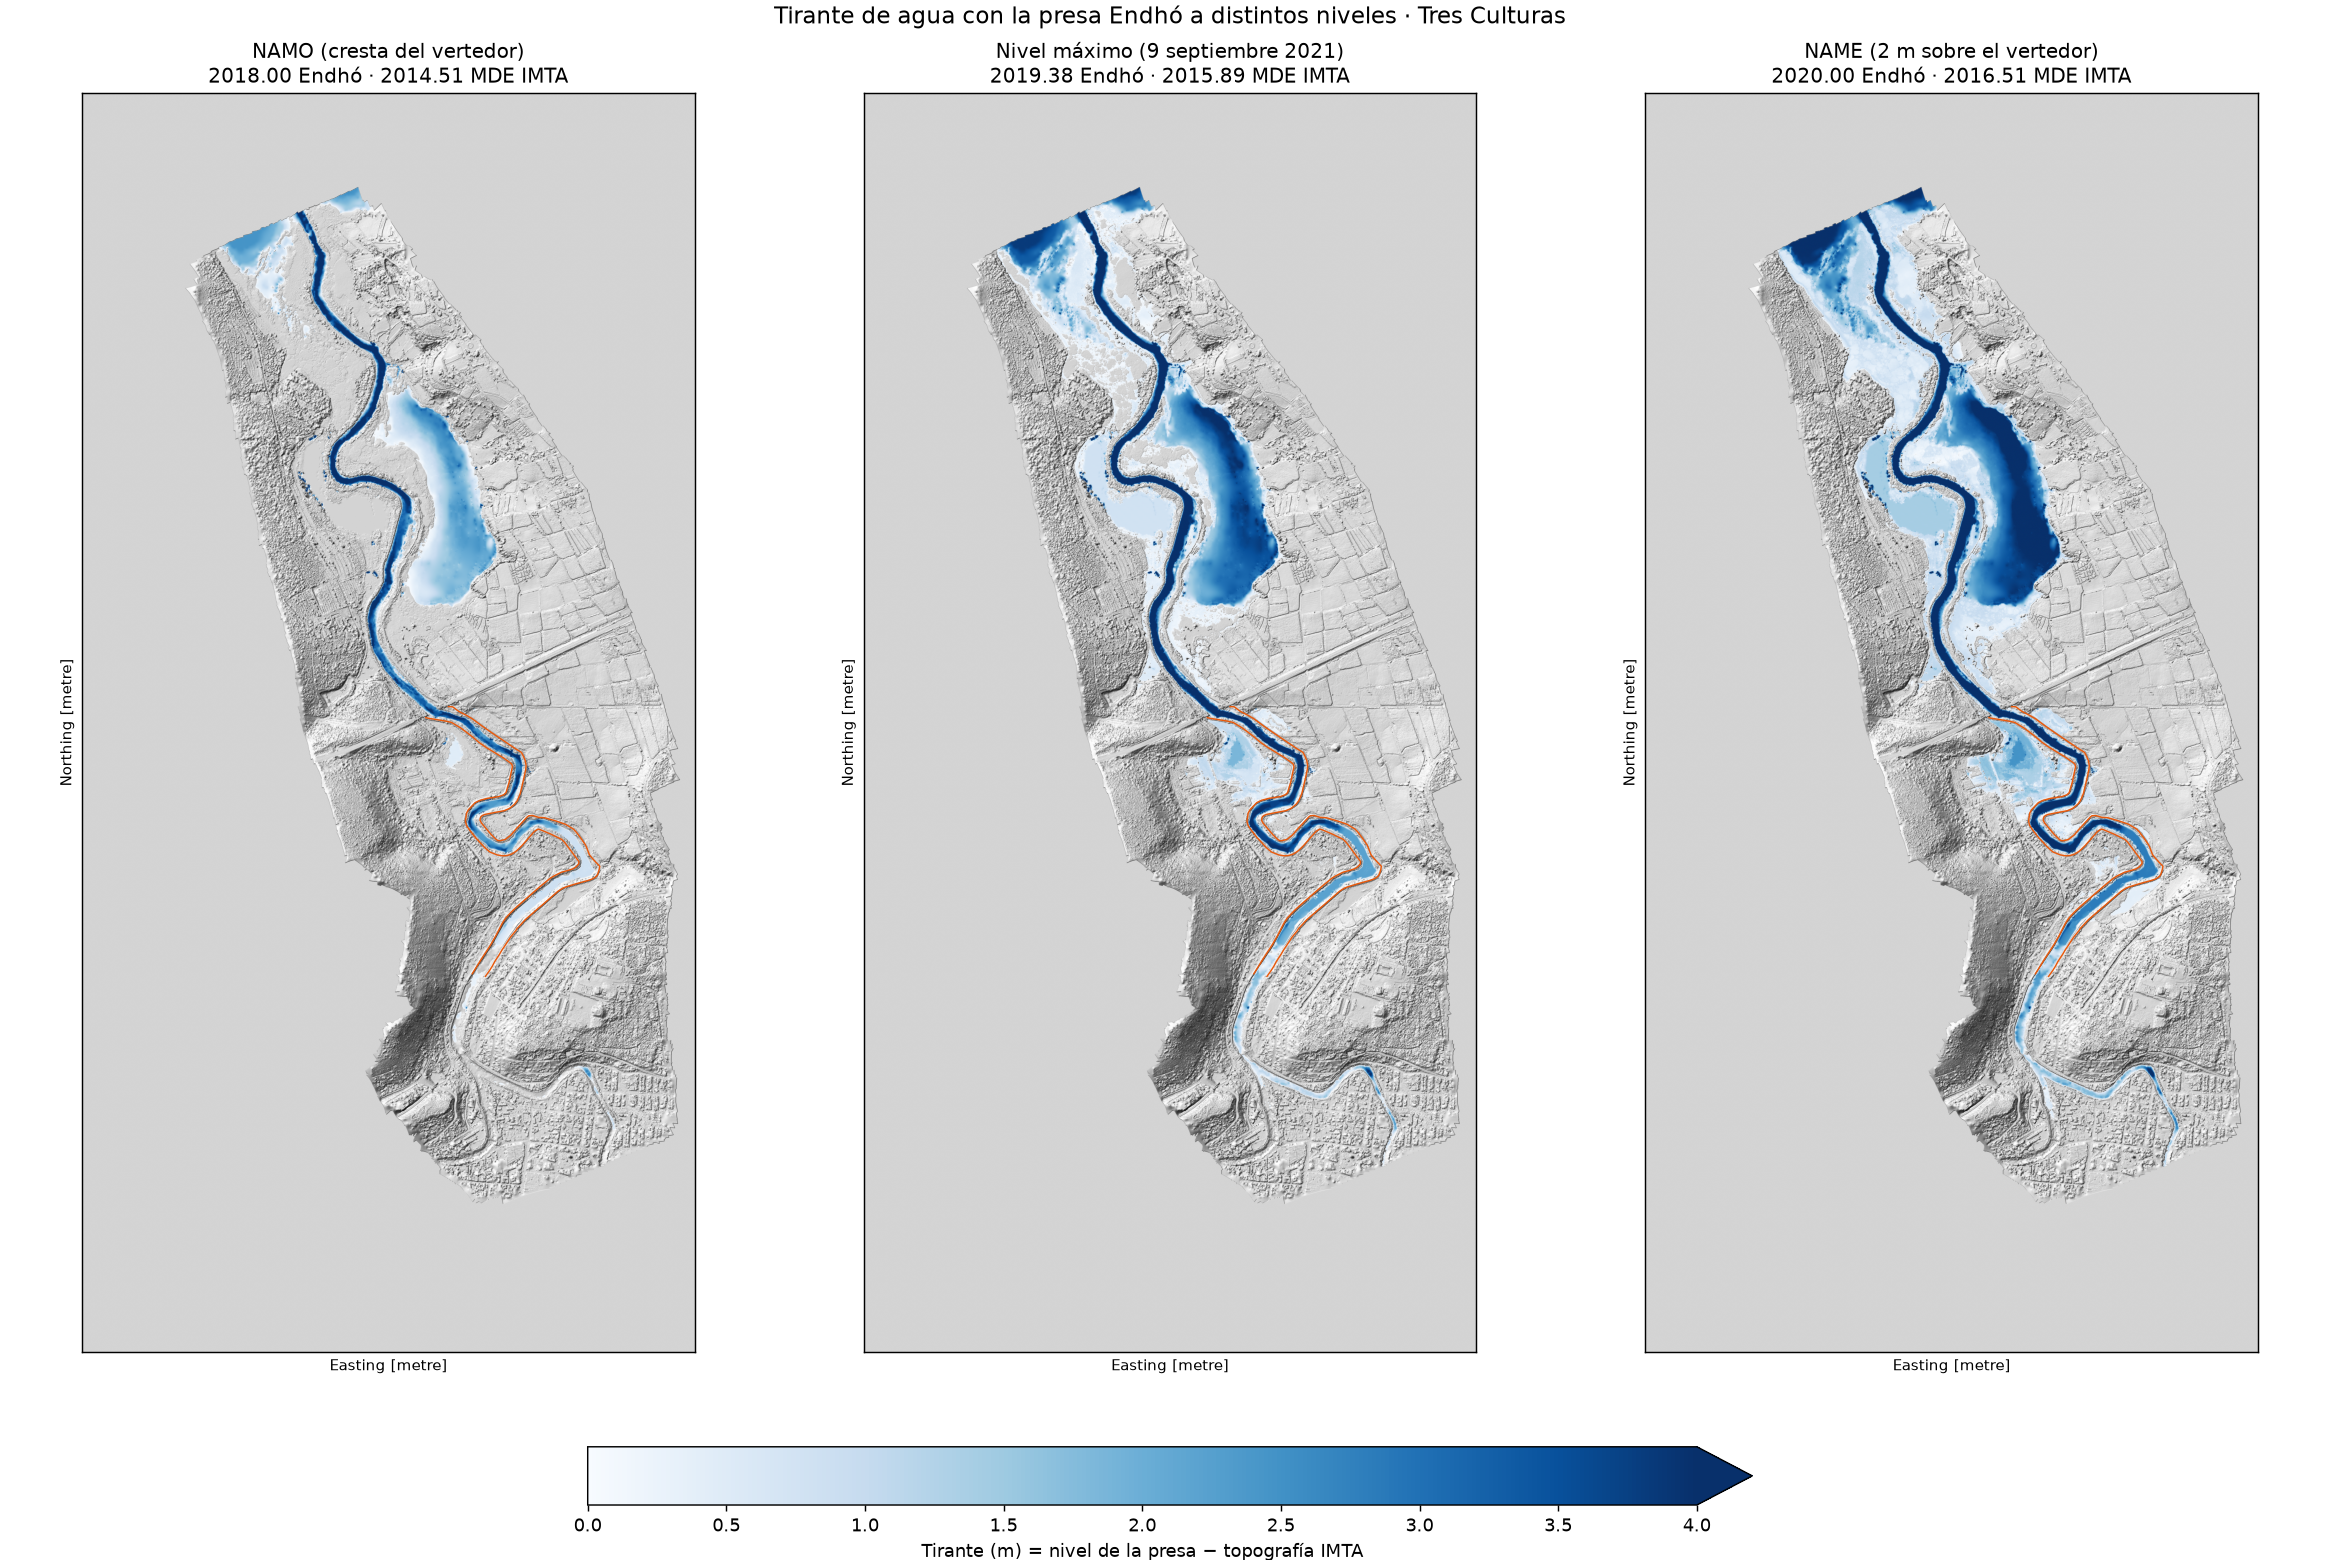 Tirante de agua con la presa Endhó a distintos niveles · Tres Culturas
NAMO (cresta del vertedor)
2018.00 Endhó · 2014.51 MDE IMTA
Nivel máximo (9 septiembre 2021)
2019.38 Endhó · 2015.89 MDE IMTA
NAME (2 m sobre el vertedor)
2020.00 Endhó · 2016.51 MDE IMTA
Northing [metre]
Northing [metre]
Northing [metre]
Easting [metre]
Easting [metre]
Easting [metre]
0.0 0.5 1.0 1.5 2.0 2.5 3.0 3.5 4.0
Tirante (m) = nivel de la presa − topografía IMTA